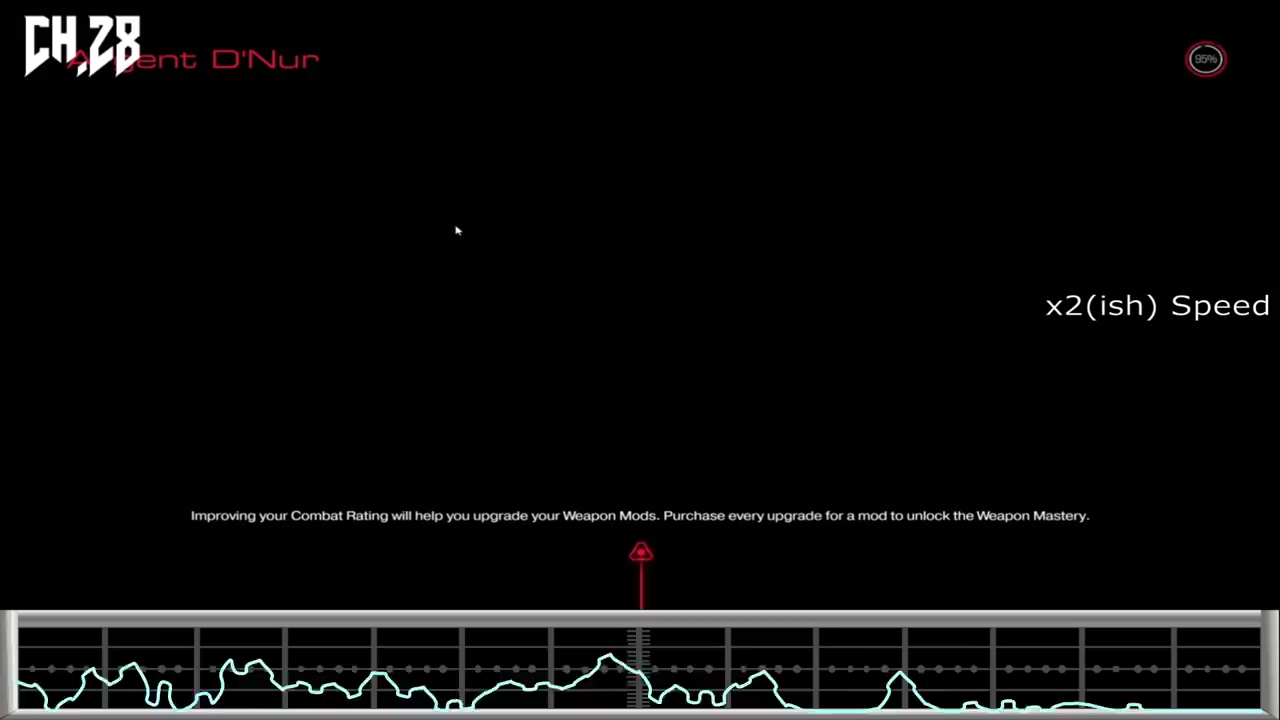 CH.28
Argent D'Nur
95%
x2(ish) Speed
Improving your Combat Rating will help you upgrade your Weapon Mods. Purchase every upgrade for a mod to unlock the Weapon Mastery.